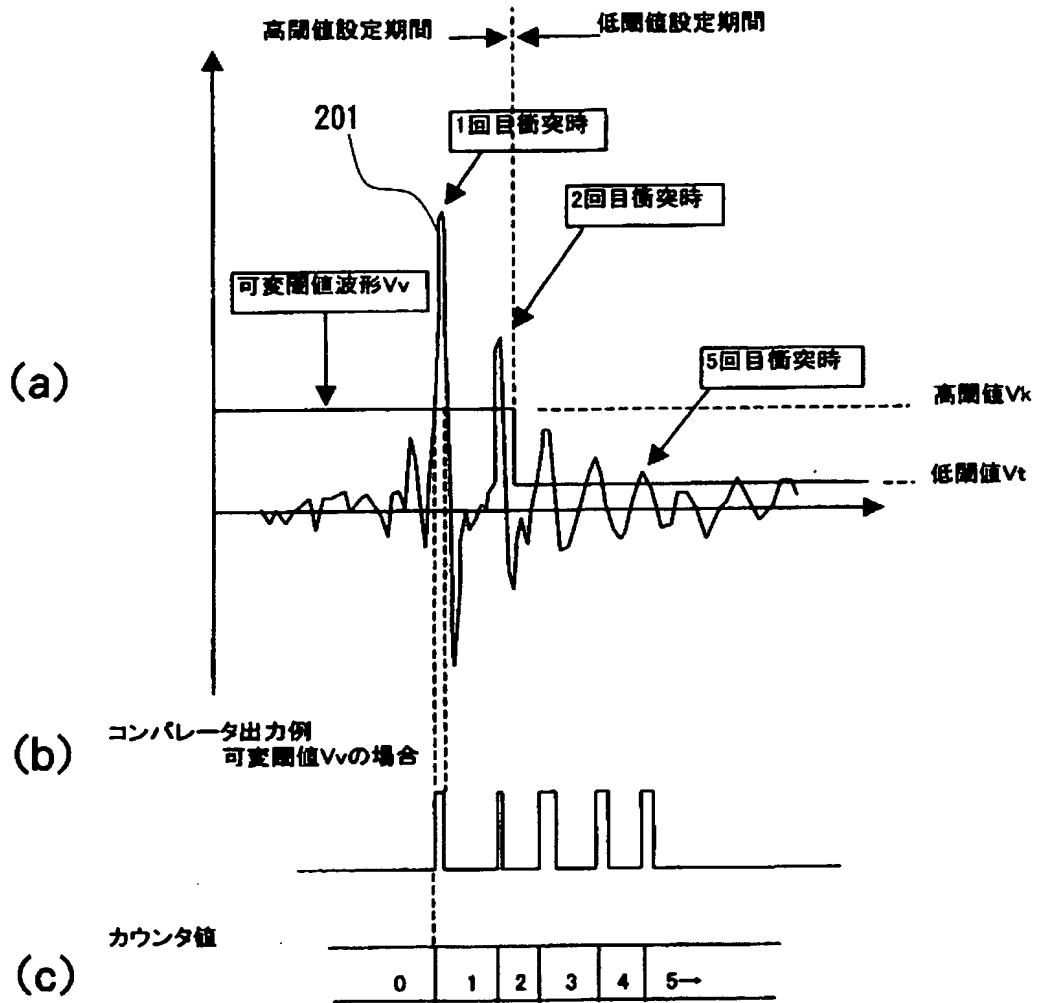 高閾値設定期間
低閾値設定期間
201
1回目衝突時
2回目衝突時
可変閾値波形Vv
5回目衝突時
(a)
高閾値Vk
低閾値Vt
(b)
コンパレータ出力例
可変閾値Vvの場合
カウンタ値
(c)
0 1 2 3 4 5→